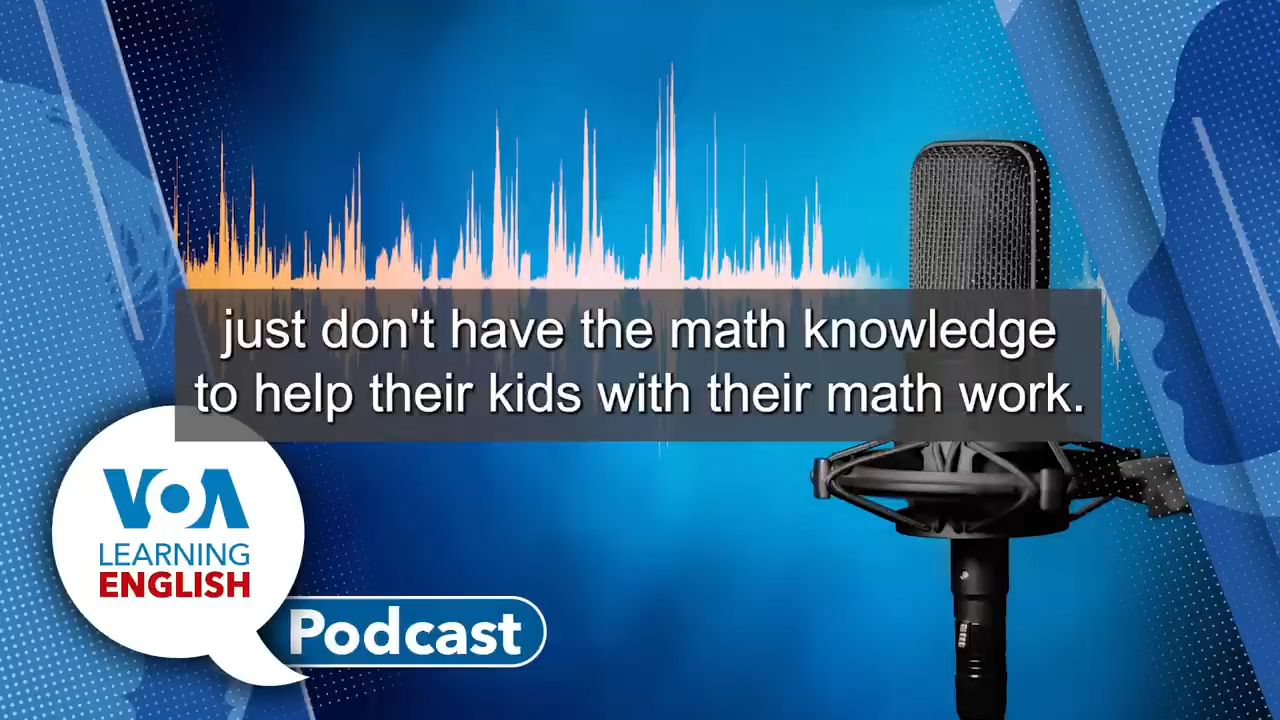 just don't have the math knowledge
to help their kids with their math work.
VOA
LEARNING
ENGLISH
Podcast